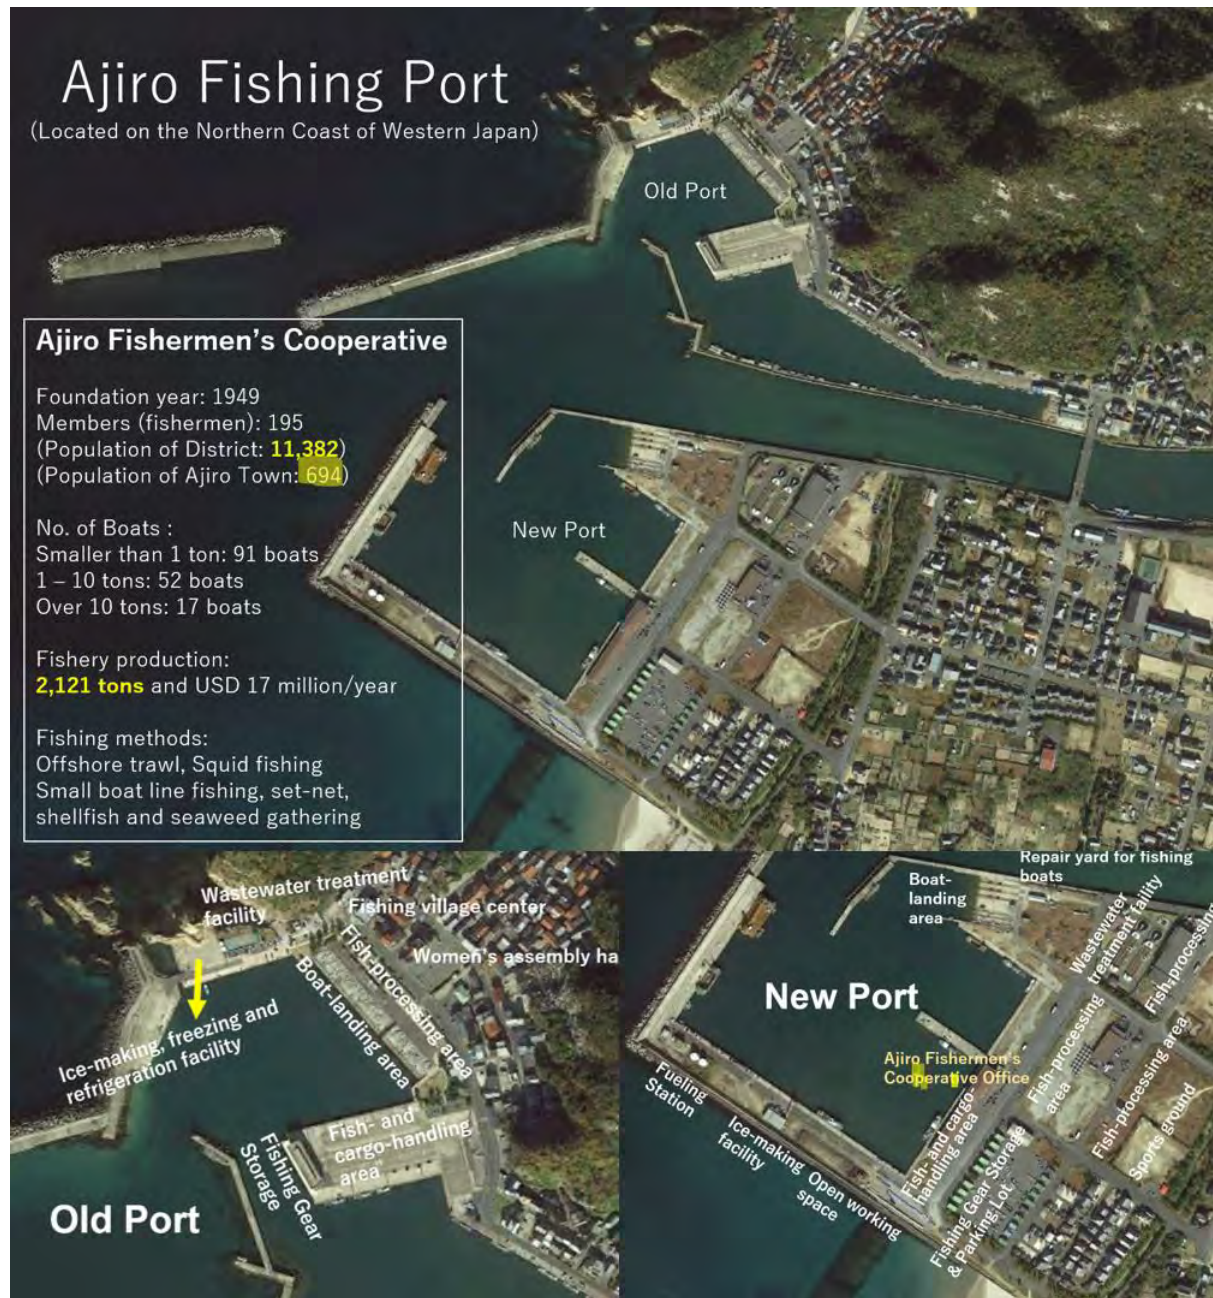 Ajiro Fishing Port
(Located on the Northern Coast of Western Japan)
Old Port
Ajiro Fishermen's Cooperative
Foundation year: 1949
Members (fishermen): 195
(Population of District: 11,382)
(Population of Ajiro Town: 694)
No. of Boats :
Smaller than 1 ton: 91 boats
1 – 10 tons: 52 boats
Over 10 tons: 17 boats
Fishery production:
2,121 tons and USD 17 million/year
Fishing methods:
Offshore trawl, Squid fishing
Small boat line fishing, set-net,
shellfish and seaweed gathering
New Port
Wastewater treatment
facility
Fishing village center
Women's assembly ha
Fish-processing area
Boat-landing area
Ice-making, freezing and
refrigeration facility
Fish- and
cargo-handling
area
Fishing Gear
Storage
Old Port
Repair yard for fishing
boats
Boat-
landing
area
Wastewater
treatment faility
Fish-processing
New Port
Ajiro Fishermen's
Cooperative Office
Fish-processing
area
Fish-processing area
Sports ground
Fueling
Station
Ice-making
facility
Open working
space
Fish- and cargo-
handling area
Fishing Gear Storage
& Parking Lot